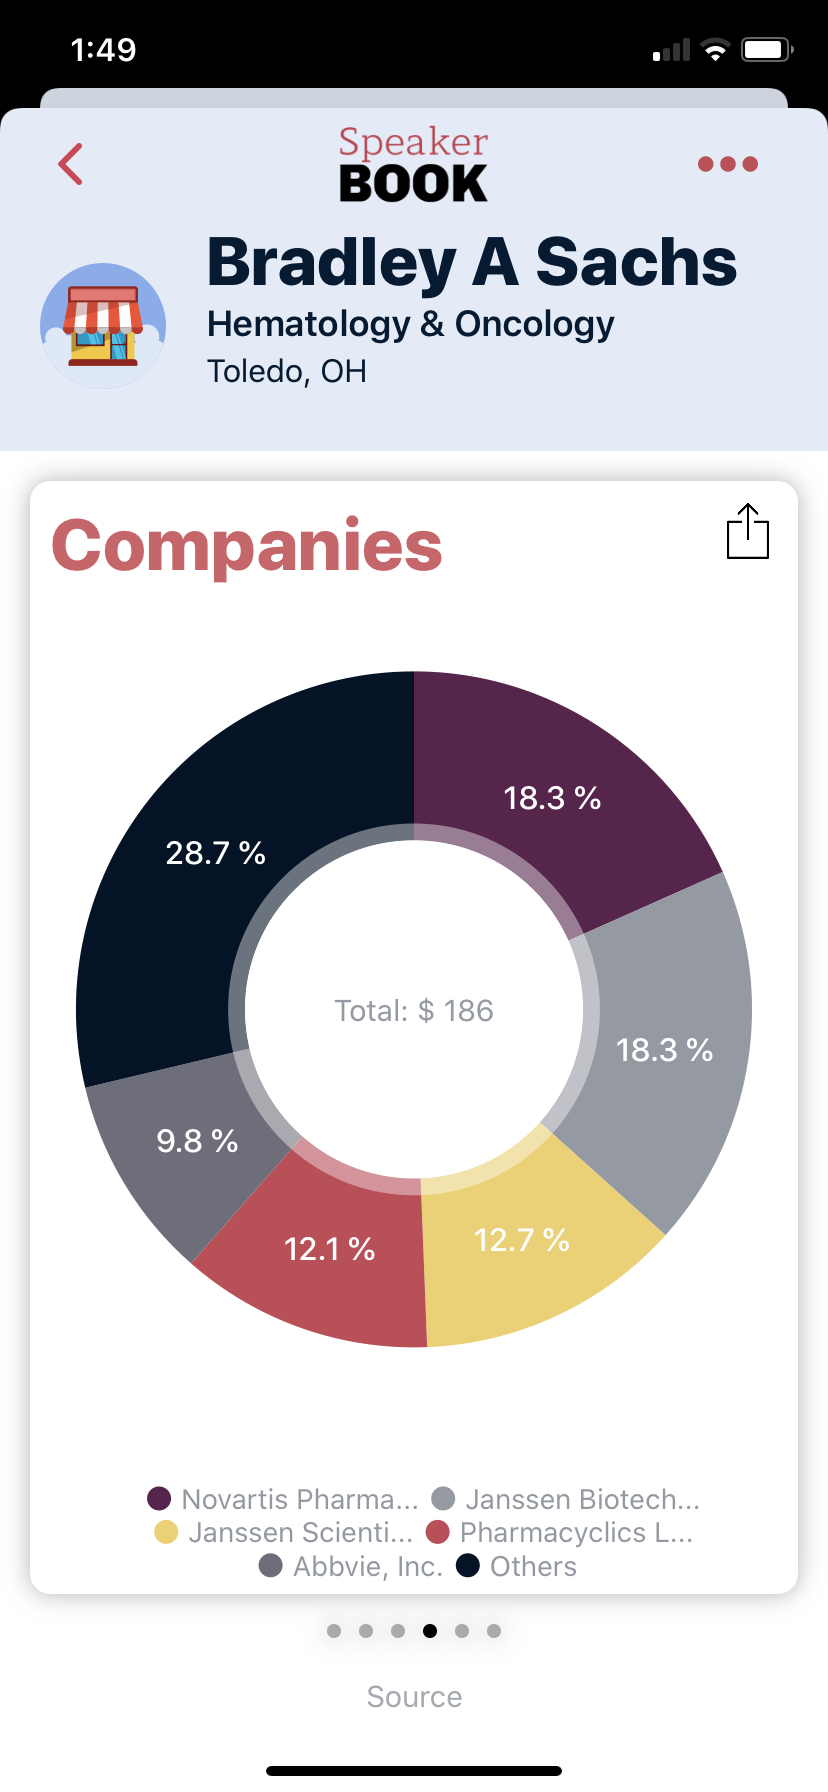 1:49
Speaker
BOOK
Bradley A Sachs
Hematology & Oncology
Toledo, OH
Companies
18.3 %
28.7 %
Total: $ 186
18.3 %
9.8 %
12.7 %
12.1 %
Novartis Pharma... Janssen Biotech...
Janssen Scienti... Pharmacyclics L...
Abbvie, Inc. Others
Source